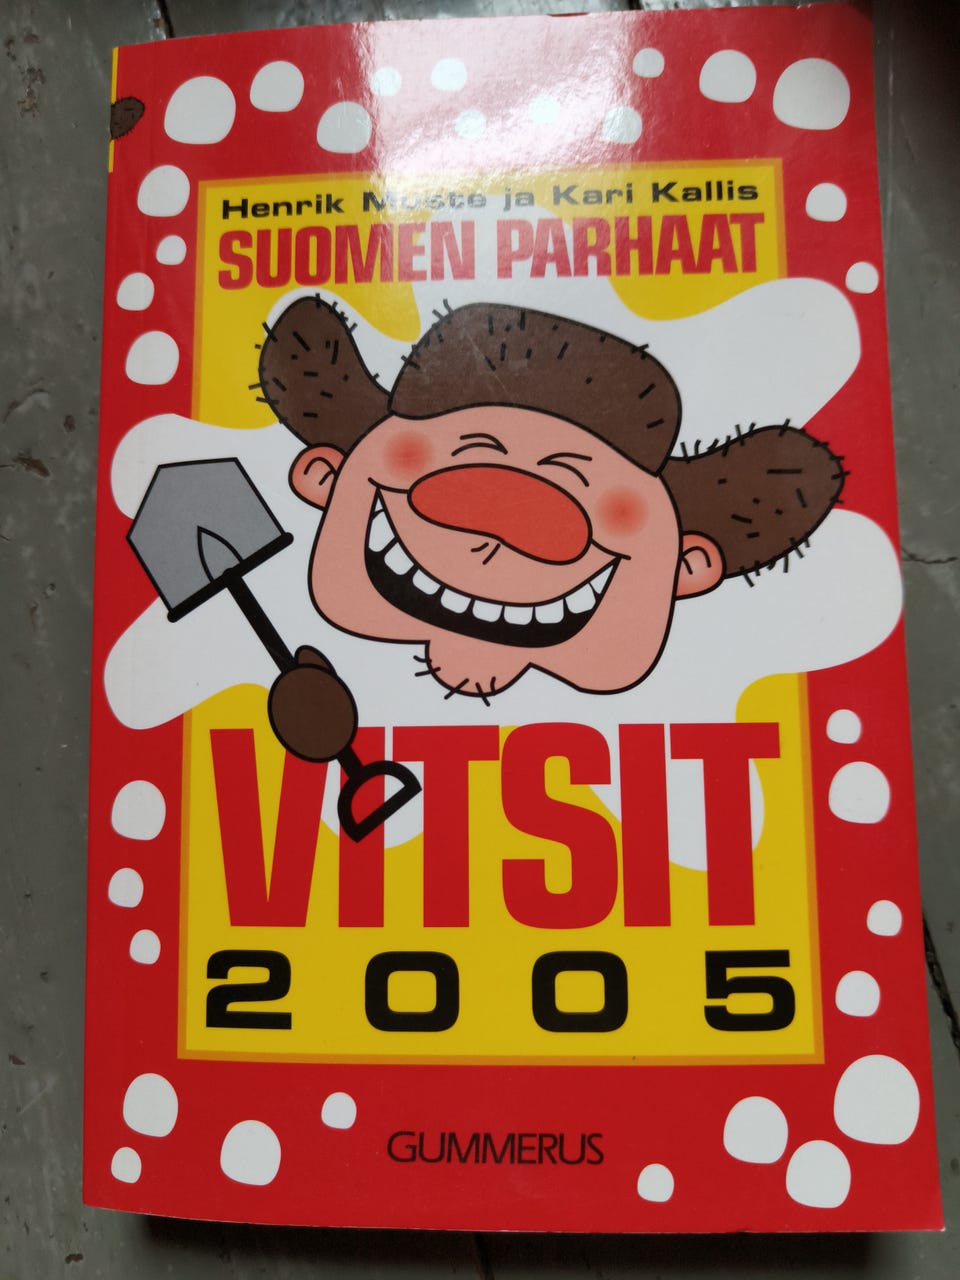 Henrik Muste ja Kari Kallis
SUOMEN PARHAAT
VITSIT
2005
GUMMERUS